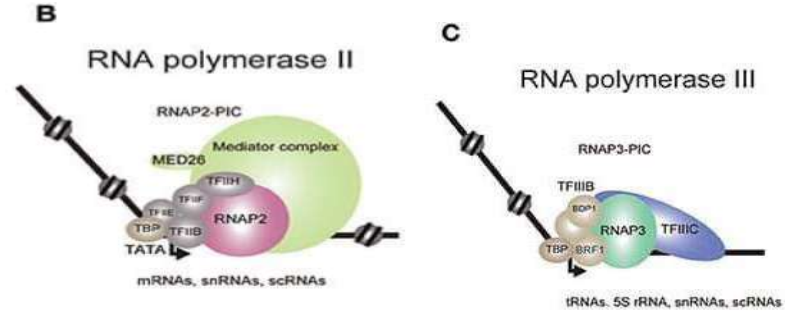 B
RNA polymerase II
RNAP2-PIC
Mediator complex
MED26
TFIIH
TFIIF
TFIIE
RNAP2
TBP
TFIIB
TATA
mRNAs, snRNAs, scRNAs
C
RNA polymerase III
RNAP3-PIC
TFIIIB
BDP1
RNAP3
TFIIIC
TBP
BRF1
tRNAs. 5S rRNA, snRNAs, scRNAs